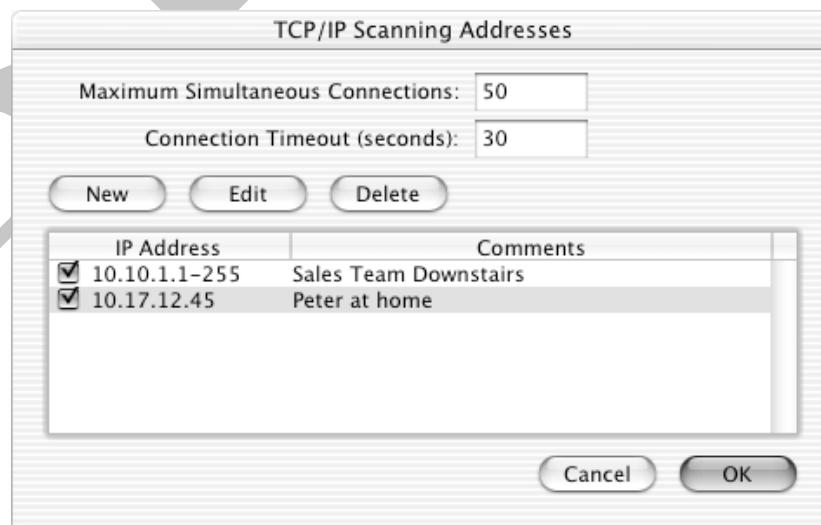 TCP/IP Scanning Addresses
Maximum Simultaneous Connections: 50
Connection Timeout (seconds): 30
New Edit Delete
IP Address Comments
10.10.1.1-255 Sales Team Downstairs
10.17.12.45 Peter at home
Cancel OK